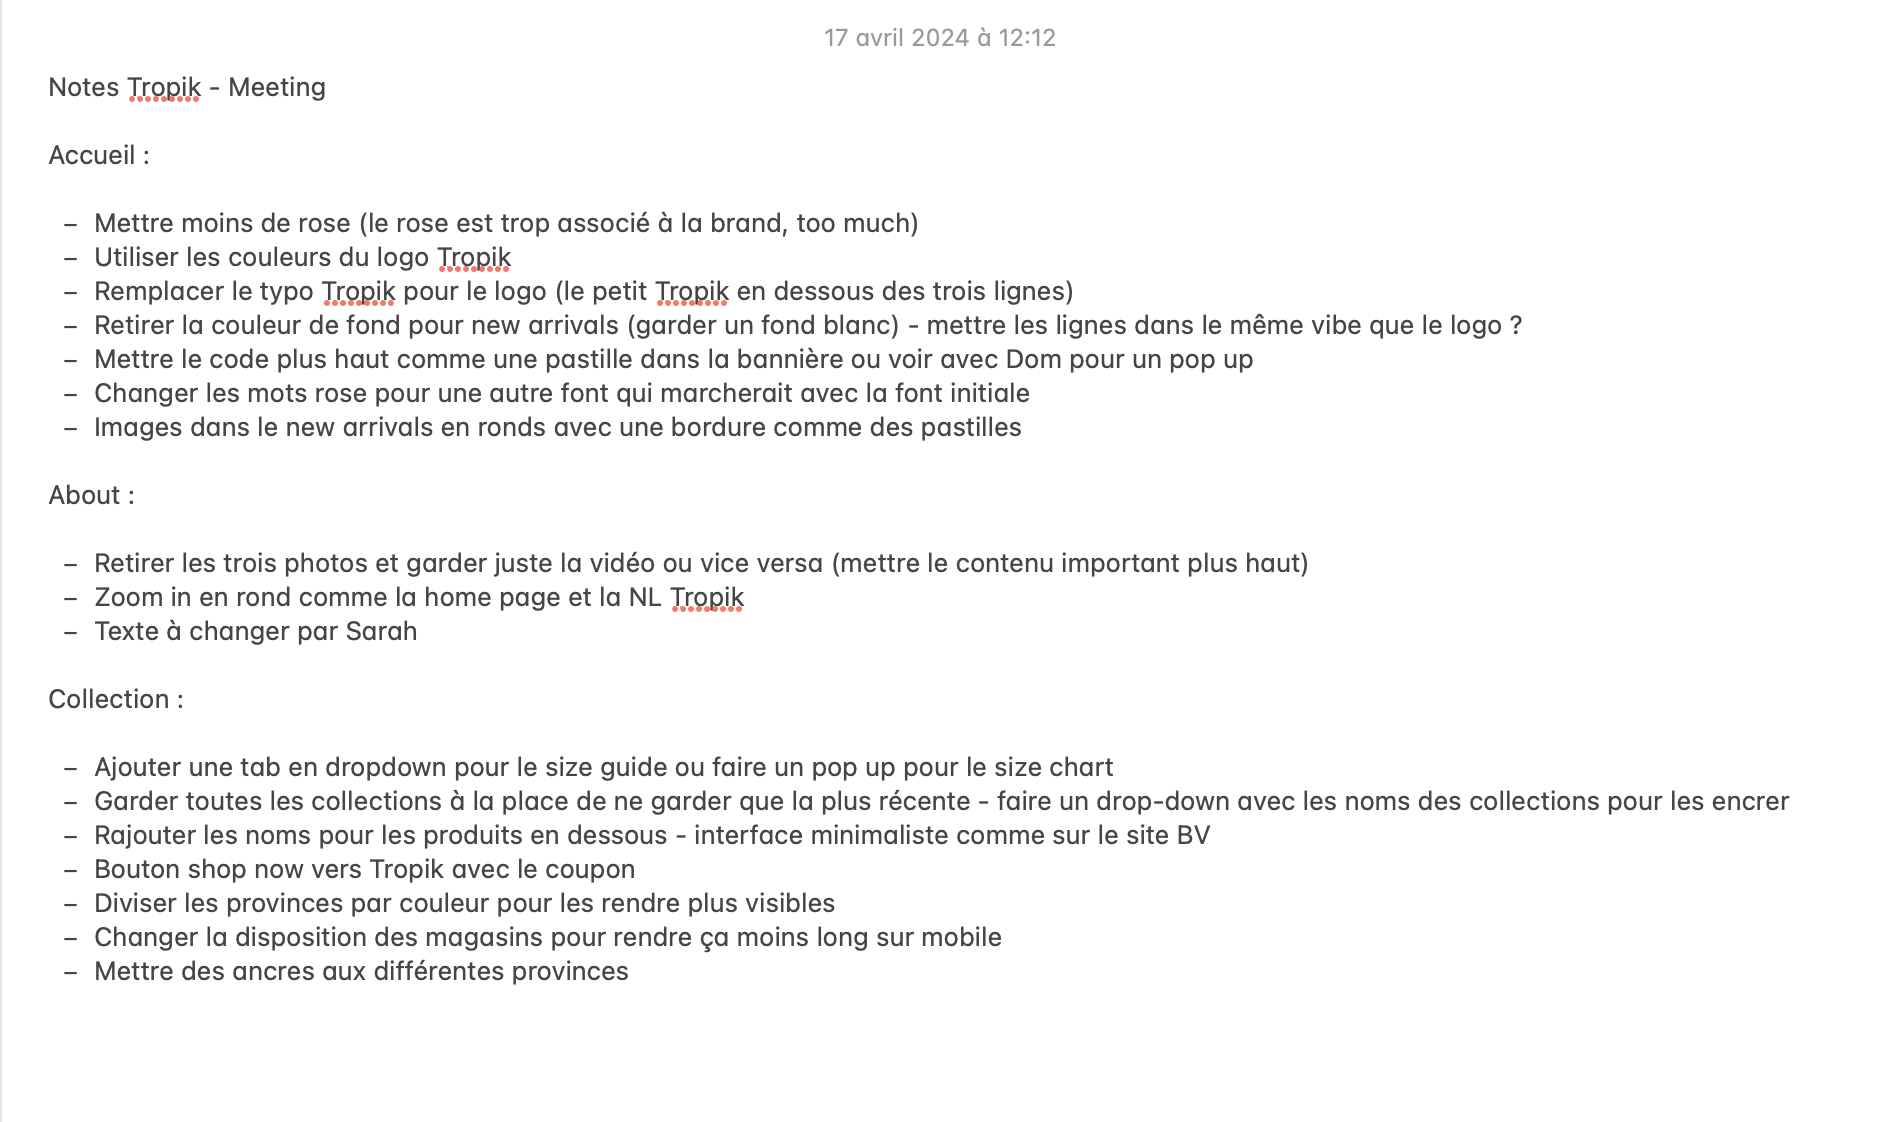 17 avril 2024 à 12:12
Notes Tropik - Meeting
Accueil :
– Mettre moins de rose (le rose est trop associé à la brand, too much)
– Utiliser les couleurs du logo Tropik
– Remplacer le typo Tropik pour le logo (le petit Tropik en dessous des trois lignes)
– Retirer la couleur de fond pour new arrivals (garder un fond blanc) - mettre les lignes dans le même vibe que le logo ?
– Mettre le code plus haut comme une pastille dans la bannière ou voir avec Dom pour un pop up
– Changer les mots rose pour une autre font qui marcherait avec la font initiale
– Images dans le new arrivals en ronds avec une bordure comme des pastilles
About :
– Retirer les trois photos et garder juste la vidéo ou vice versa (mettre le contenu important plus haut)
– Zoom in en rond comme la home page et la NL Tropik
– Texte à changer par Sarah
Collection :
– Ajouter une tab en dropdown pour le size guide ou faire un pop up pour le size chart
– Garder toutes les collections à la place de ne garder que la plus récente - faire un drop-down avec les noms des collections pour les encrer
– Rajouter les noms pour les produits en dessous - interface minimaliste comme sur le site BV
– Bouton shop now vers Tropik avec le coupon
– Diviser les provinces par couleur pour les rendre plus visibles
– Changer la disposition des magasins pour rendre ça moins long sur mobile
– Mettre des ancres aux différentes provinces